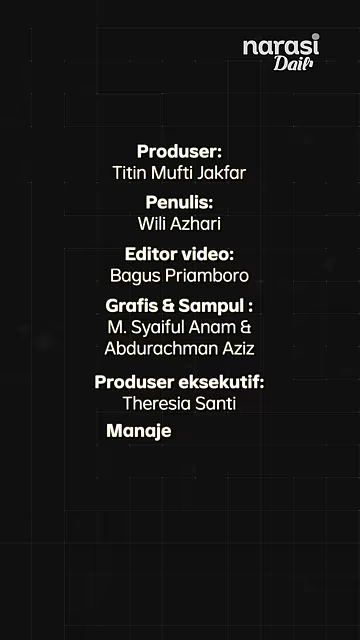 narasi
Daily
Produser:
Titin Mufti Jakfar
Penulis:
Wili Azhari
Editor video:
Bagus Priamboro
Grafis & Sampul :
M. Syaiful Anam &
Abdurachman Aziz
Produser eksekutif:
Theresia Santi
Manaje